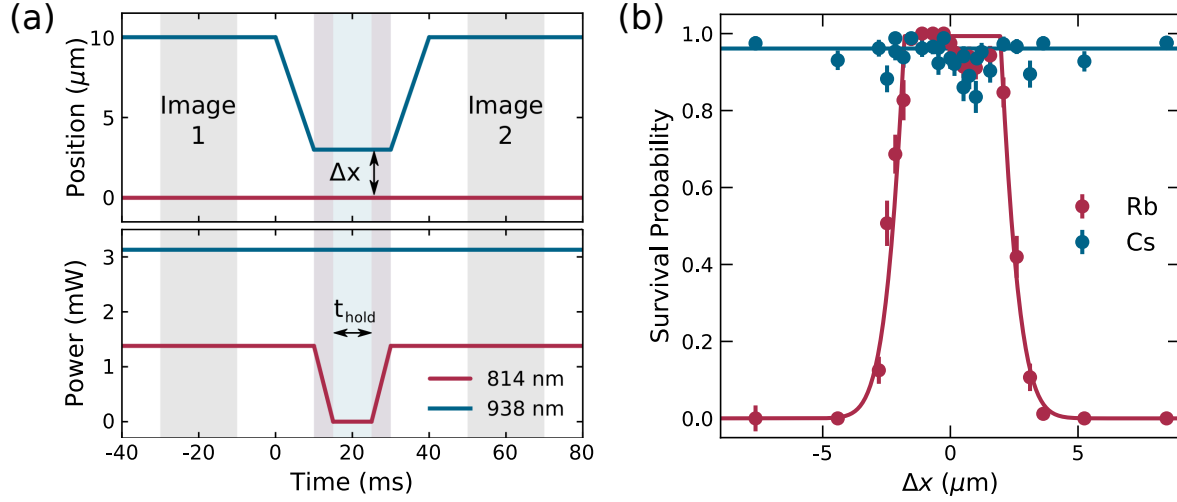 (a)
Position (μm)
10
5
0
Image
1
Image
2
Δx
Power (mW)
3
2
1
0
t_hold
814 nm
938 nm
-40 -20 0 20 40 60 80
Time (ms)
(b)
Survival Probability
1.0
0.8
0.6
0.4
0.2
0.0
Rb
Cs
-5 0 5
Δx (μm)